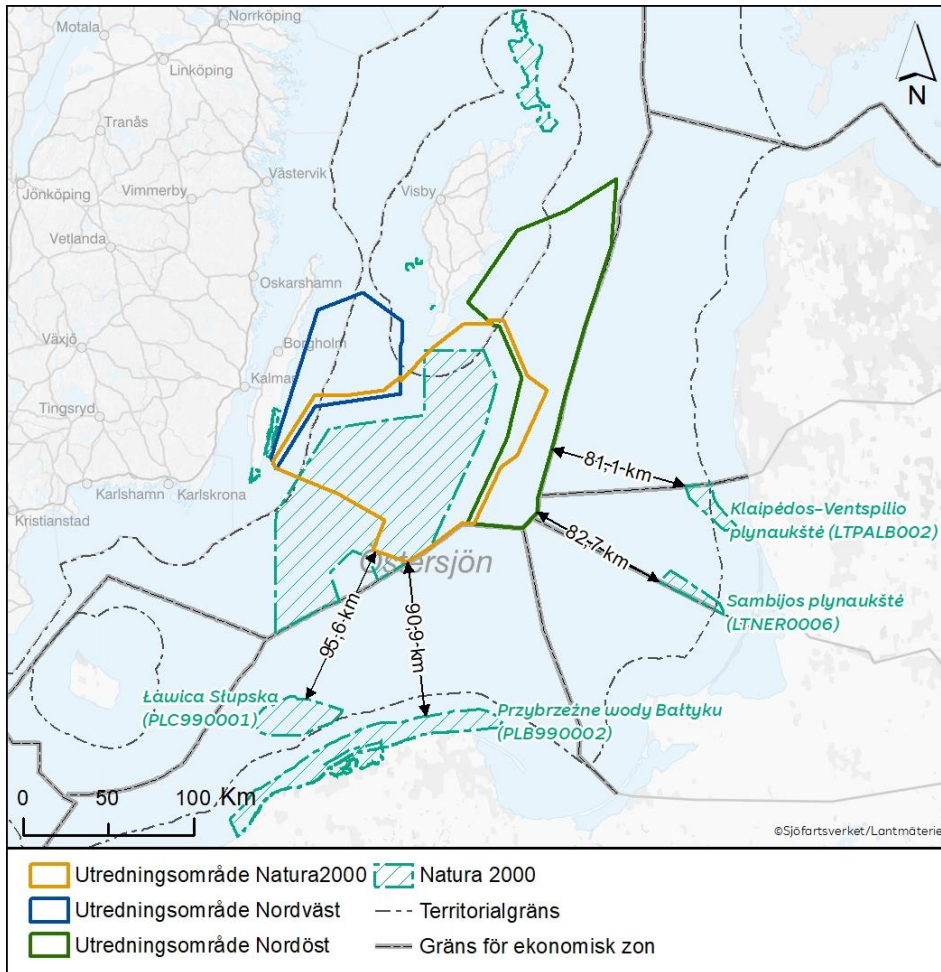 Norrköping
Motala
Linköping
Tranås
N
Västervik
Jönköping
Vimmerby
Visby
Vetlanda
Oskarshamn
Växjö
Borgholm
Kalmar
Tingsryd
81,1 km
Karlshamn
Karlskrona
Klaipėdos-Ventspilio
plynaukštė (LTPALB002)
Kristianstad
82,7 km
Östersjön
Sambijos plynaukštė
(LTNER0006)
95,6 km
90,9 km
Ławica Słupska
(PLC990001)
Przybrzeżne wody Bałtyku
(PLB990002)
0 50 100 Km
©Sjöfartsverket/Lantmäterie
Utredningsområde Natura2000
Natura 2000
Utredningsområde Nordväst
Territorialgräns
Utredningsområde Nordöst
Gräns för ekonomisk zon